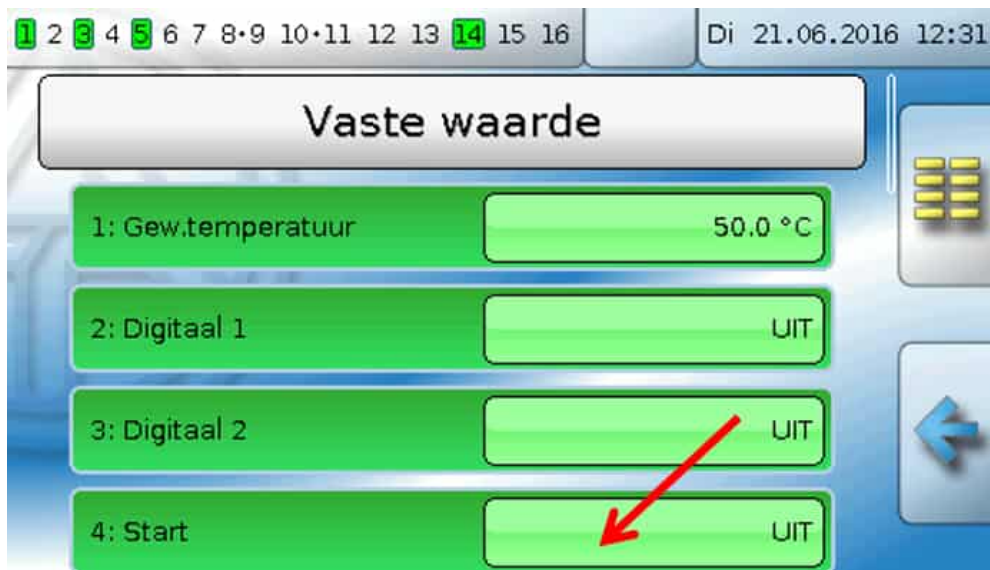 1 2 3 4 5 6 7 8·9 10·11 12 13 14 15 16 Di 21.06.2016 12:31
Vaste waarde
1: Gew.temperatuur 50.0 °C
2: Digitaal 1 UIT
3: Digitaal 2 UIT
4: Start UIT